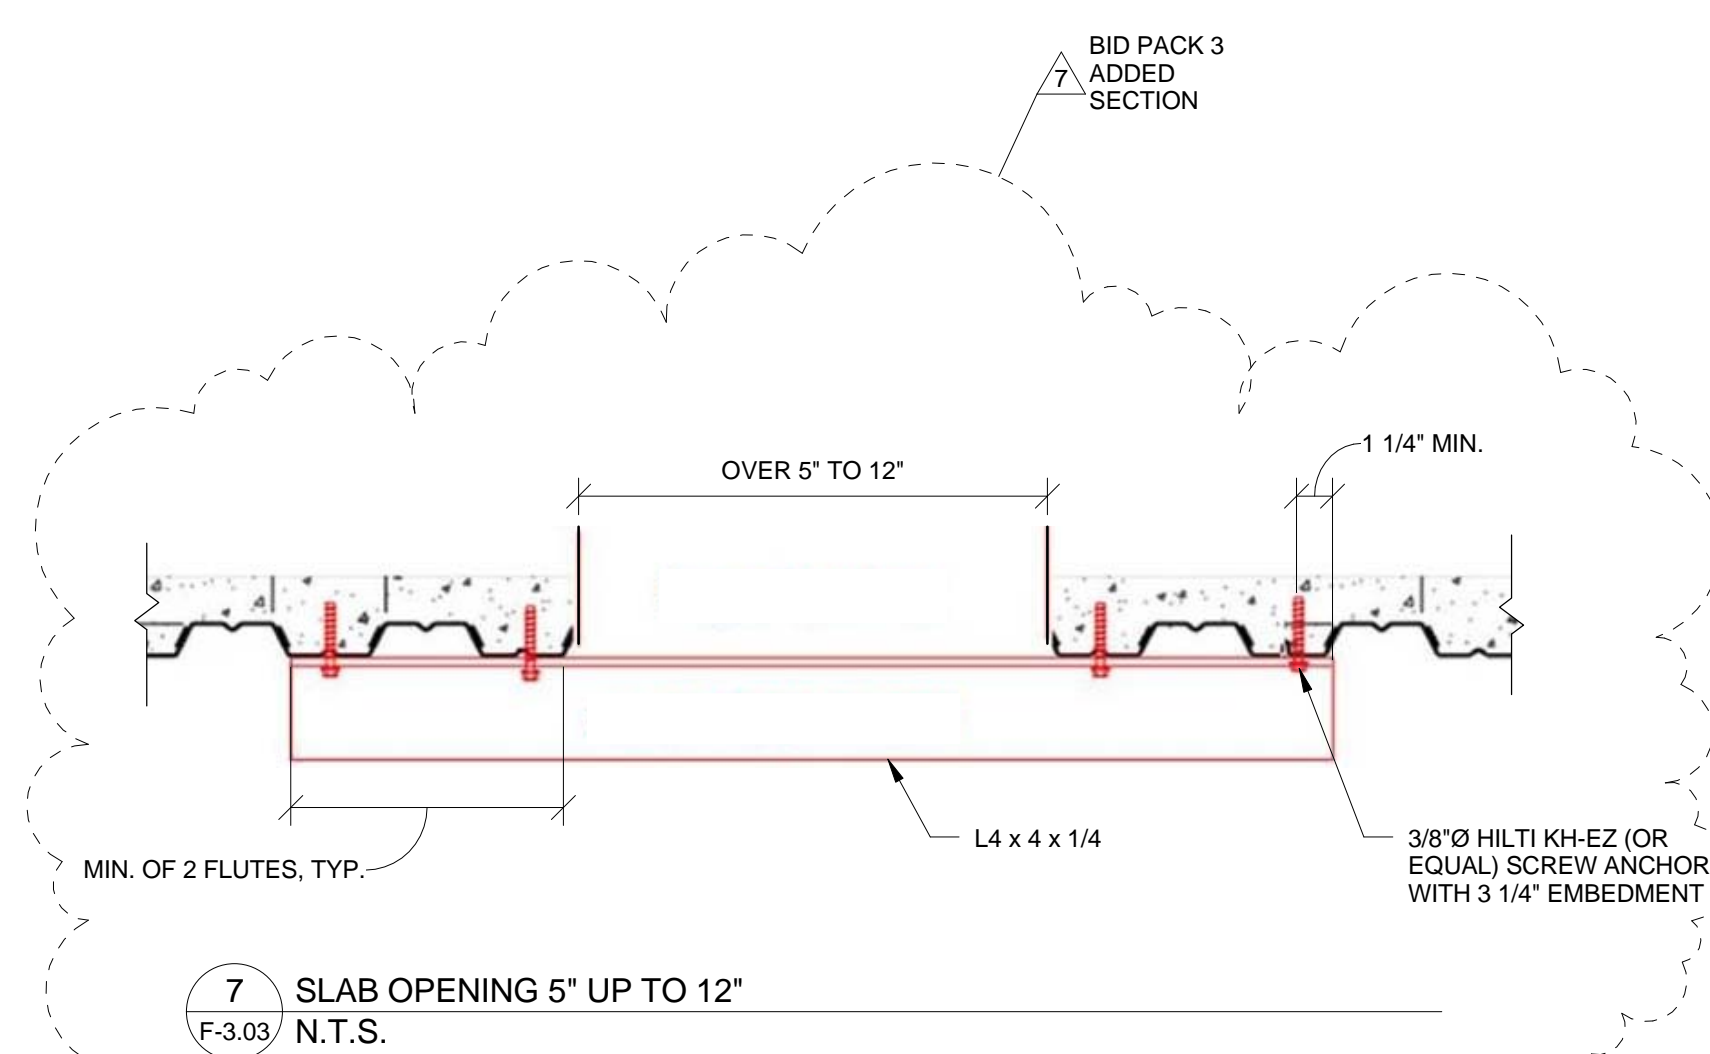 BID PACK 3
7 ADDED
SECTION
1 1/4" MIN.
OVER 5" TO 12"
L4 x 4 x 1/4
3/8"Ø HILTI KH-EZ (OR
EQUAL) SCREW ANCHOR
WITH 3 1/4" EMBEDMENT
MIN. OF 2 FLUTES, TYP.
7 SLAB OPENING 5" UP TO 12"
F-3.03 N.T.S.